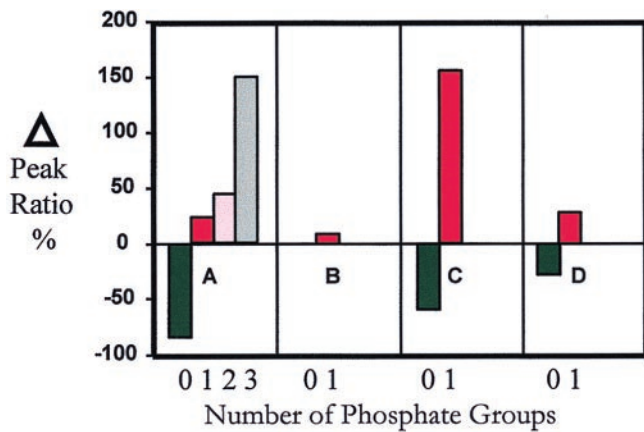 200
150
100
50
0
-50
-100
Δ
Peak
Ratio
%
A
B
C
D
0 1 2 3
0 1
0 1
0 1
Number of Phosphate Groups